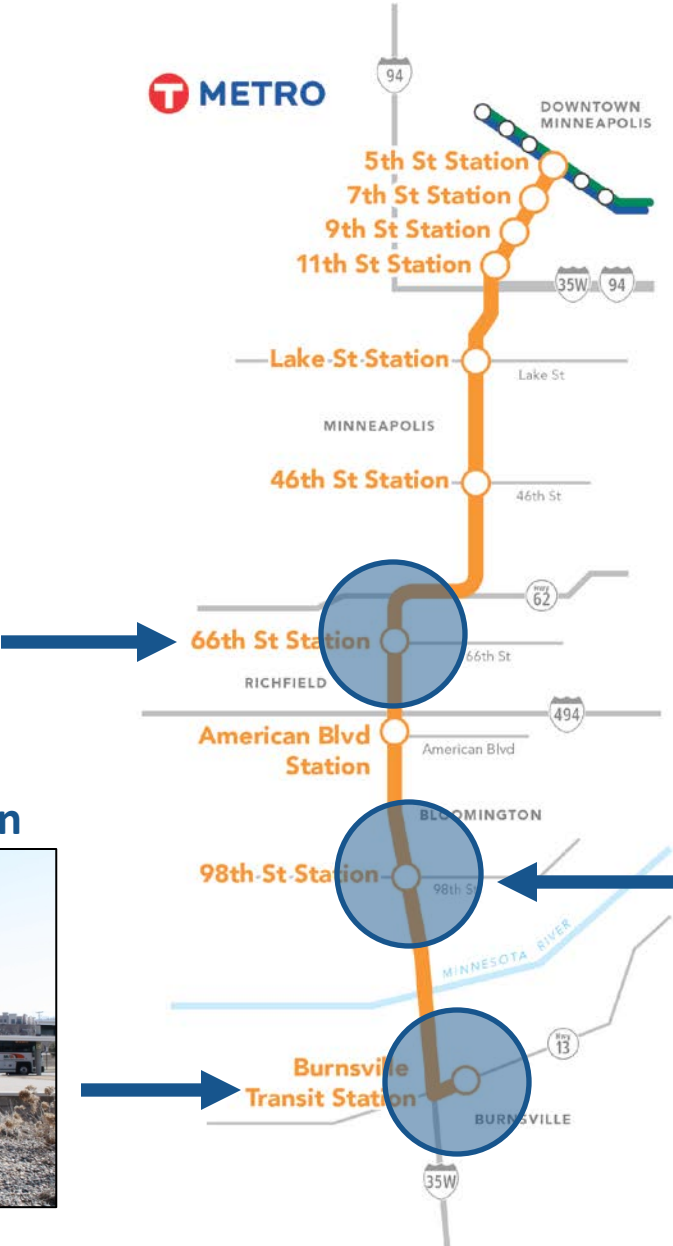 94
T METRO
DOWNTOWN
MINNEAPOLIS
5th St Station
7th St Station
9th St Station
11th St Station
35W 94
Lake St Station
Lake St
MINNEAPOLIS
46th St Station
46th St
HWY
62
66th St Station
66th St
RICHFIELD
494
American Blvd
Station
American Blvd
n
BLOOMINGTON
98th St Station
98th St
MINNESOTA RIVER
Hwy
13
Burnsville
Transit Station
BURNSVILLE
35W